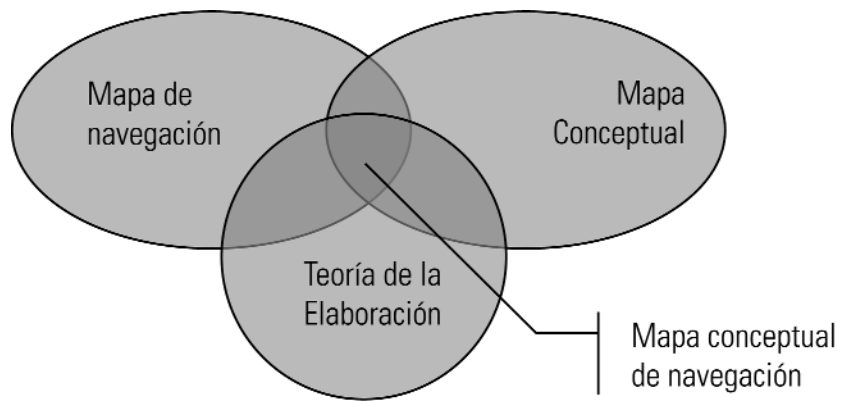 Mapa de
navegación
Mapa
Conceptual
Teoría de la
Elaboración
Mapa conceptual
de navegación